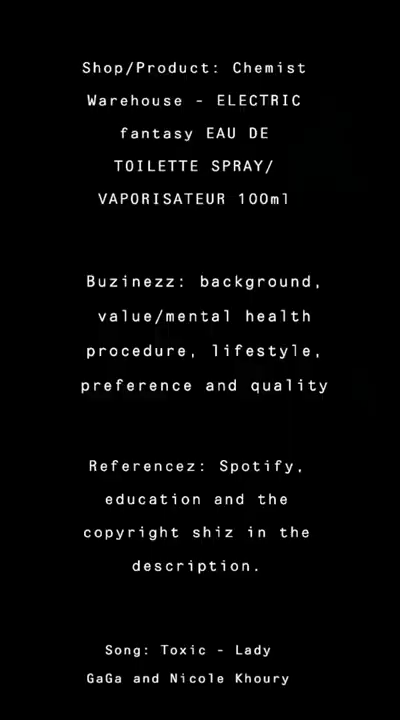 Shop/Product: Chemist
Warehouse - ELECTRIC
fantasy EAU DE
TOILETTE SPRAY/
VAPORISATEUR 100ml
Buzinezz: background,
value/mental health
procedure, lifestyle,
preference and quality
Referencez: Spotify,
education and the
copyright shiz in the
description.
Song: Toxic - Lady
GaGa and Nicole Khoury